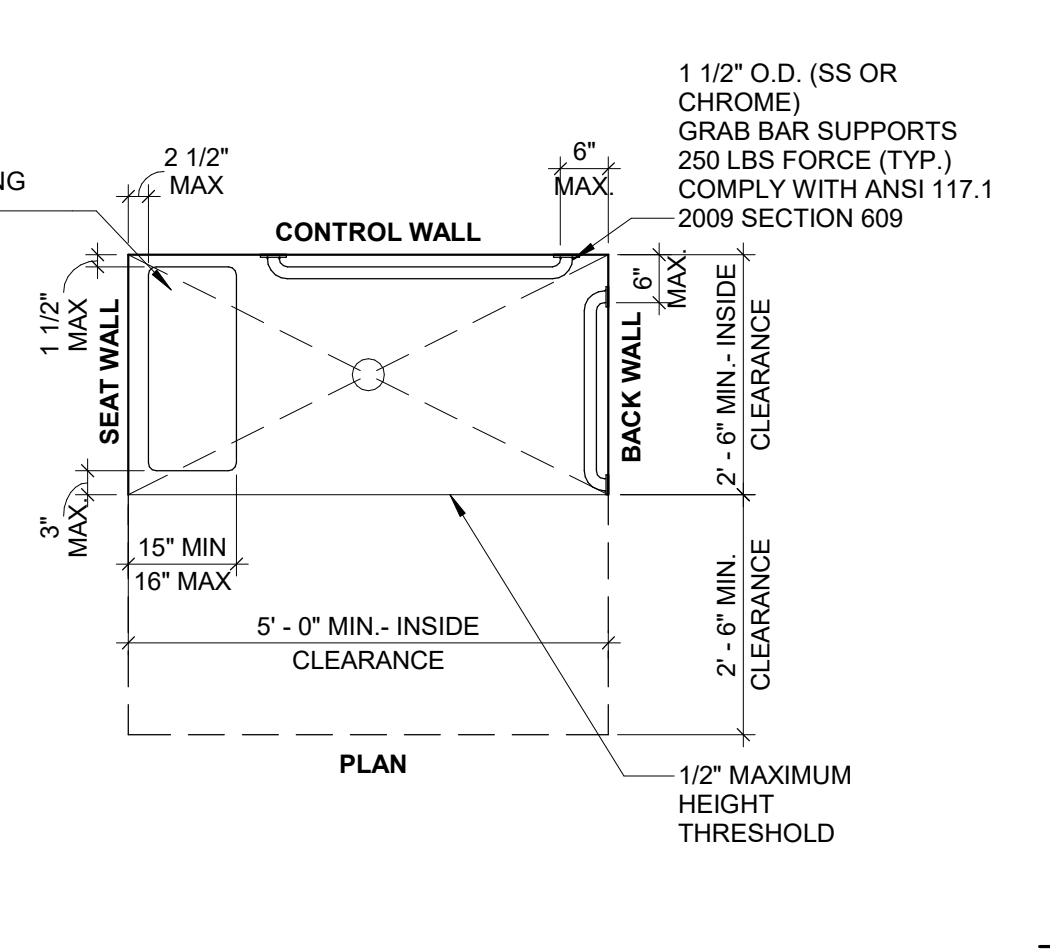 1 1/2" O.D. (SS OR
CHROME)
GRAB BAR SUPPORTS
250 LBS FORCE (TYP.)
COMPLY WITH ANSI 117.1
2009 SECTION 609
2 1/2"
MAX
6"
MAX.
NG
CONTROL WALL
6"
MAX.
1 1/2"
MAX
SEAT WALL
BACK WALL
2' - 6" MIN.- INSIDE
CLEARANCE
3"
MAX.
15" MIN
16" MAX
2' - 6" MIN.
CLEARANCE
5' - 0" MIN.- INSIDE
CLEARANCE
PLAN
1/2" MAXIMUM
HEIGHT
THRESHOLD